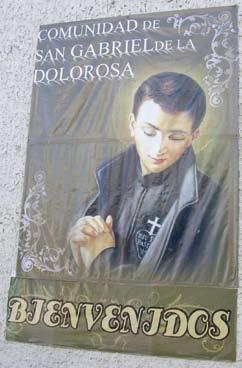 COMUNIDAD DE
SAN GABRIEL DE LA
DOLOROSA
BIENVENIDOS